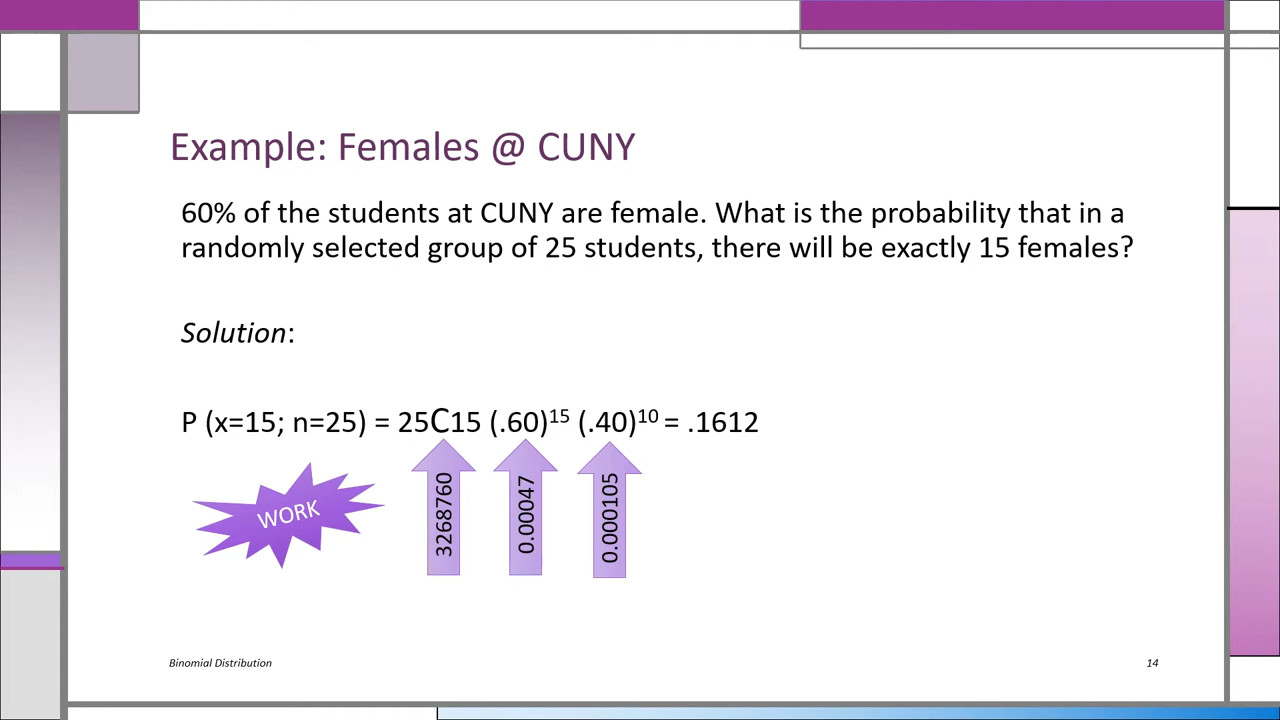 Example: Females @ CUNY
60% of the students at CUNY are female. What is the probability that in a
randomly selected group of 25 students, there will be exactly 15 females?
Solution:
P (x=15; n=25) = 25C15 (.60)¹⁵ (.40)¹⁰ = .1612
WORK
3268760
0.00047
0.000105
Binomial Distribution
14